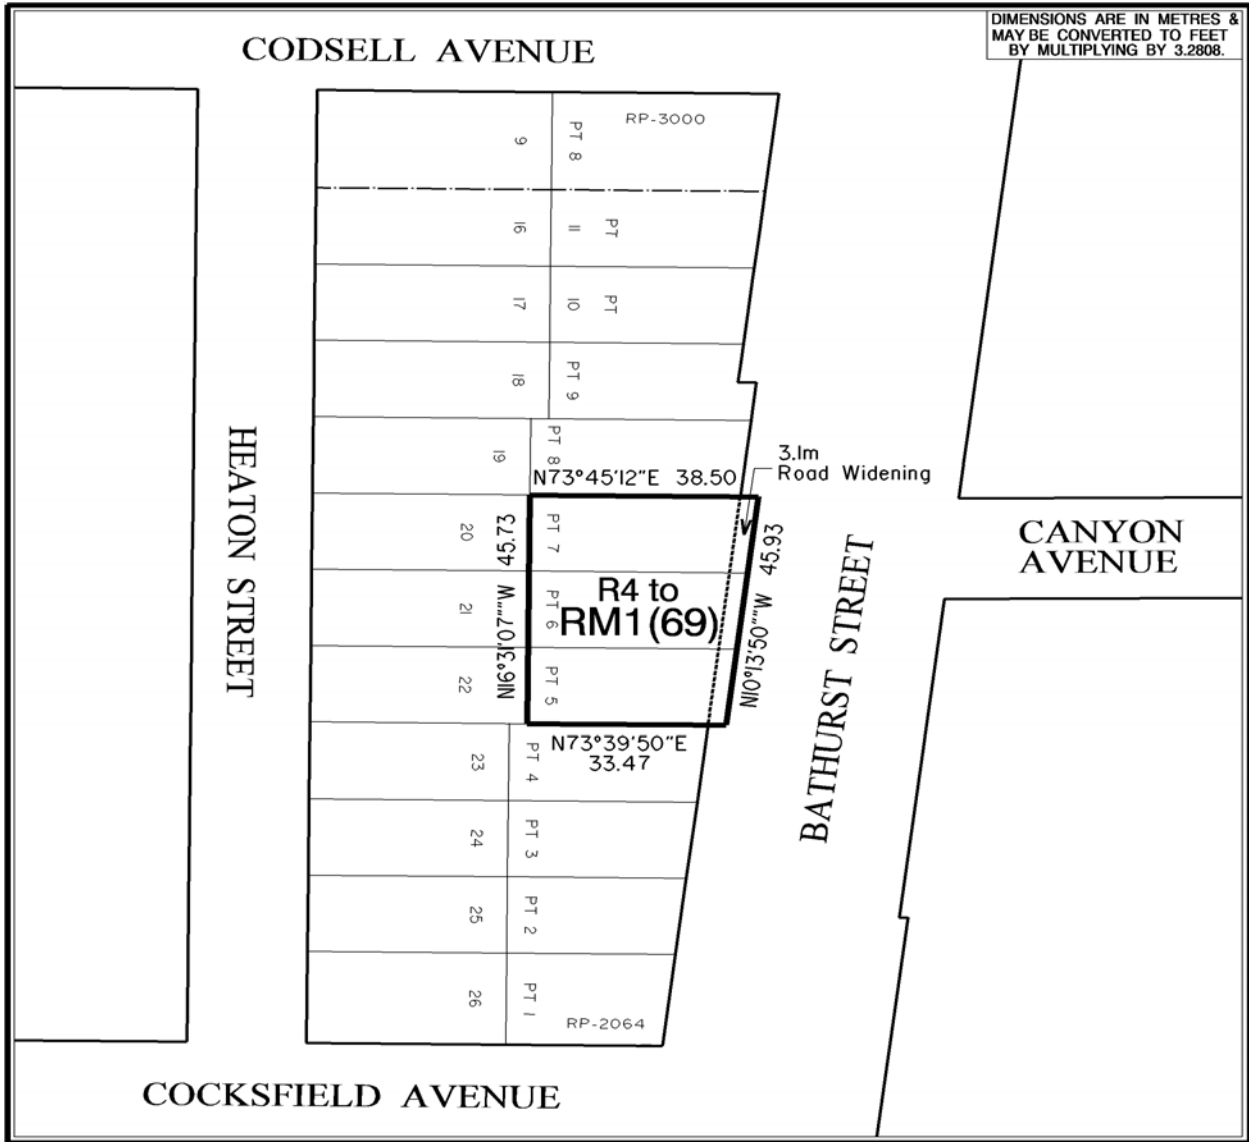 DIMENSIONS ARE IN METRES &
MAY BE CONVERTED TO FEET
BY MULTIPLYING BY 3.2808.
CODSELL AVENUE
RP-3000
9
PT 8
16
11 PT
17
10 PT
18
PT 9
19
PT 8
HEATON STREET
3.1m
Road Widening
N73°45'12"E 38.50
20
PT 7
N16°31'07""W 45.73
21
PT 6
R4 to
RM1(69)
22
PT 5
N10°13'50""W 45.93
BATHURST STREET
CANYON
AVENUE
N73°39'50"E
33.47
23
PT 4
24
PT 3
25
PT 2
26
PT 1
RP-2064
COCKSFIELD AVENUE